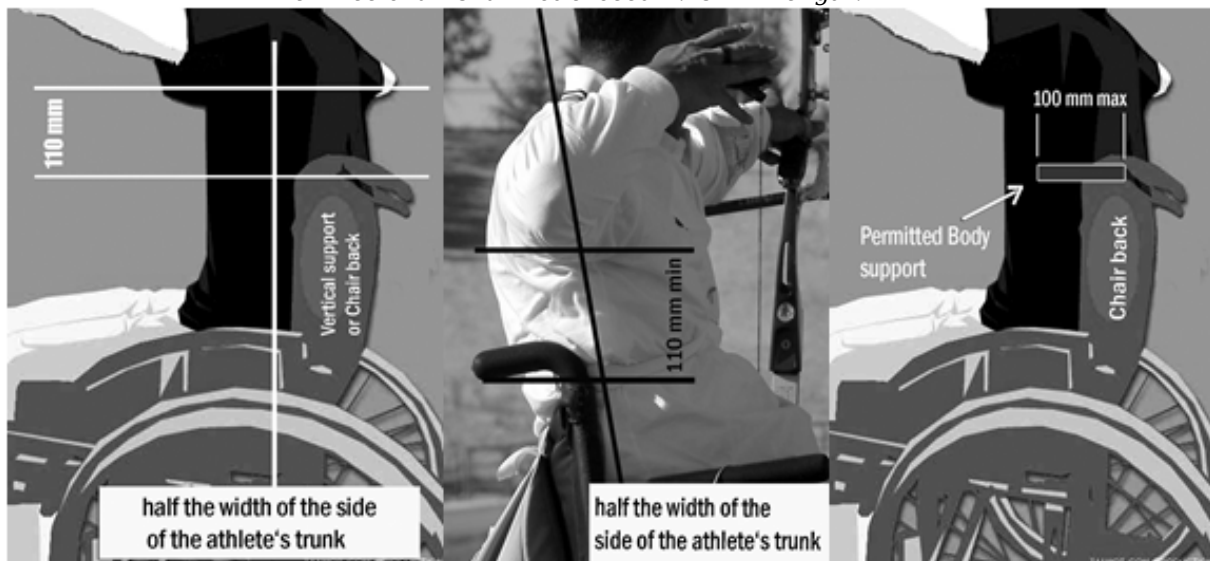 110 mm
Vertical support
or Chair back
half the width of the side
of the athlete's trunk
110 mm min
half the width of the
side of the athlete's trunk
100 mm max
Permitted Body
support
Chair back